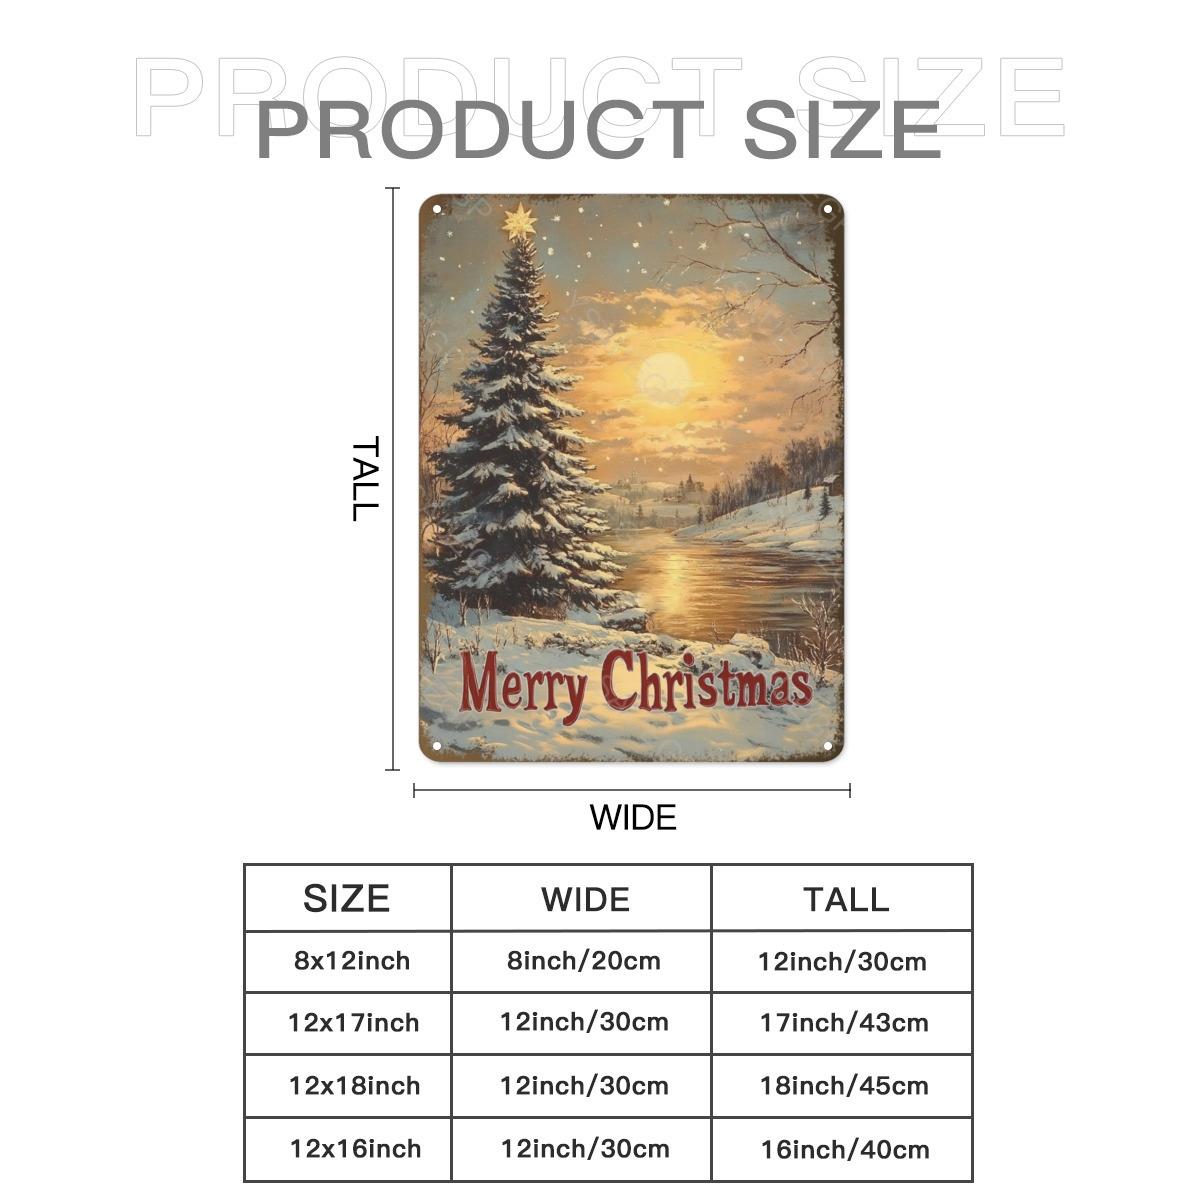 PRODUCT SIZE
PRODUCT SIZE
TALL
Merry Christmas
WIDE
SIZE WIDE TALL
8x12inch 8inch/20cm 12inch/30cm
12x17inch 12inch/30cm 17inch/43cm
12x18inch 12inch/30cm 18inch/45cm
12x16inch 12inch/30cm 16inch/40cm